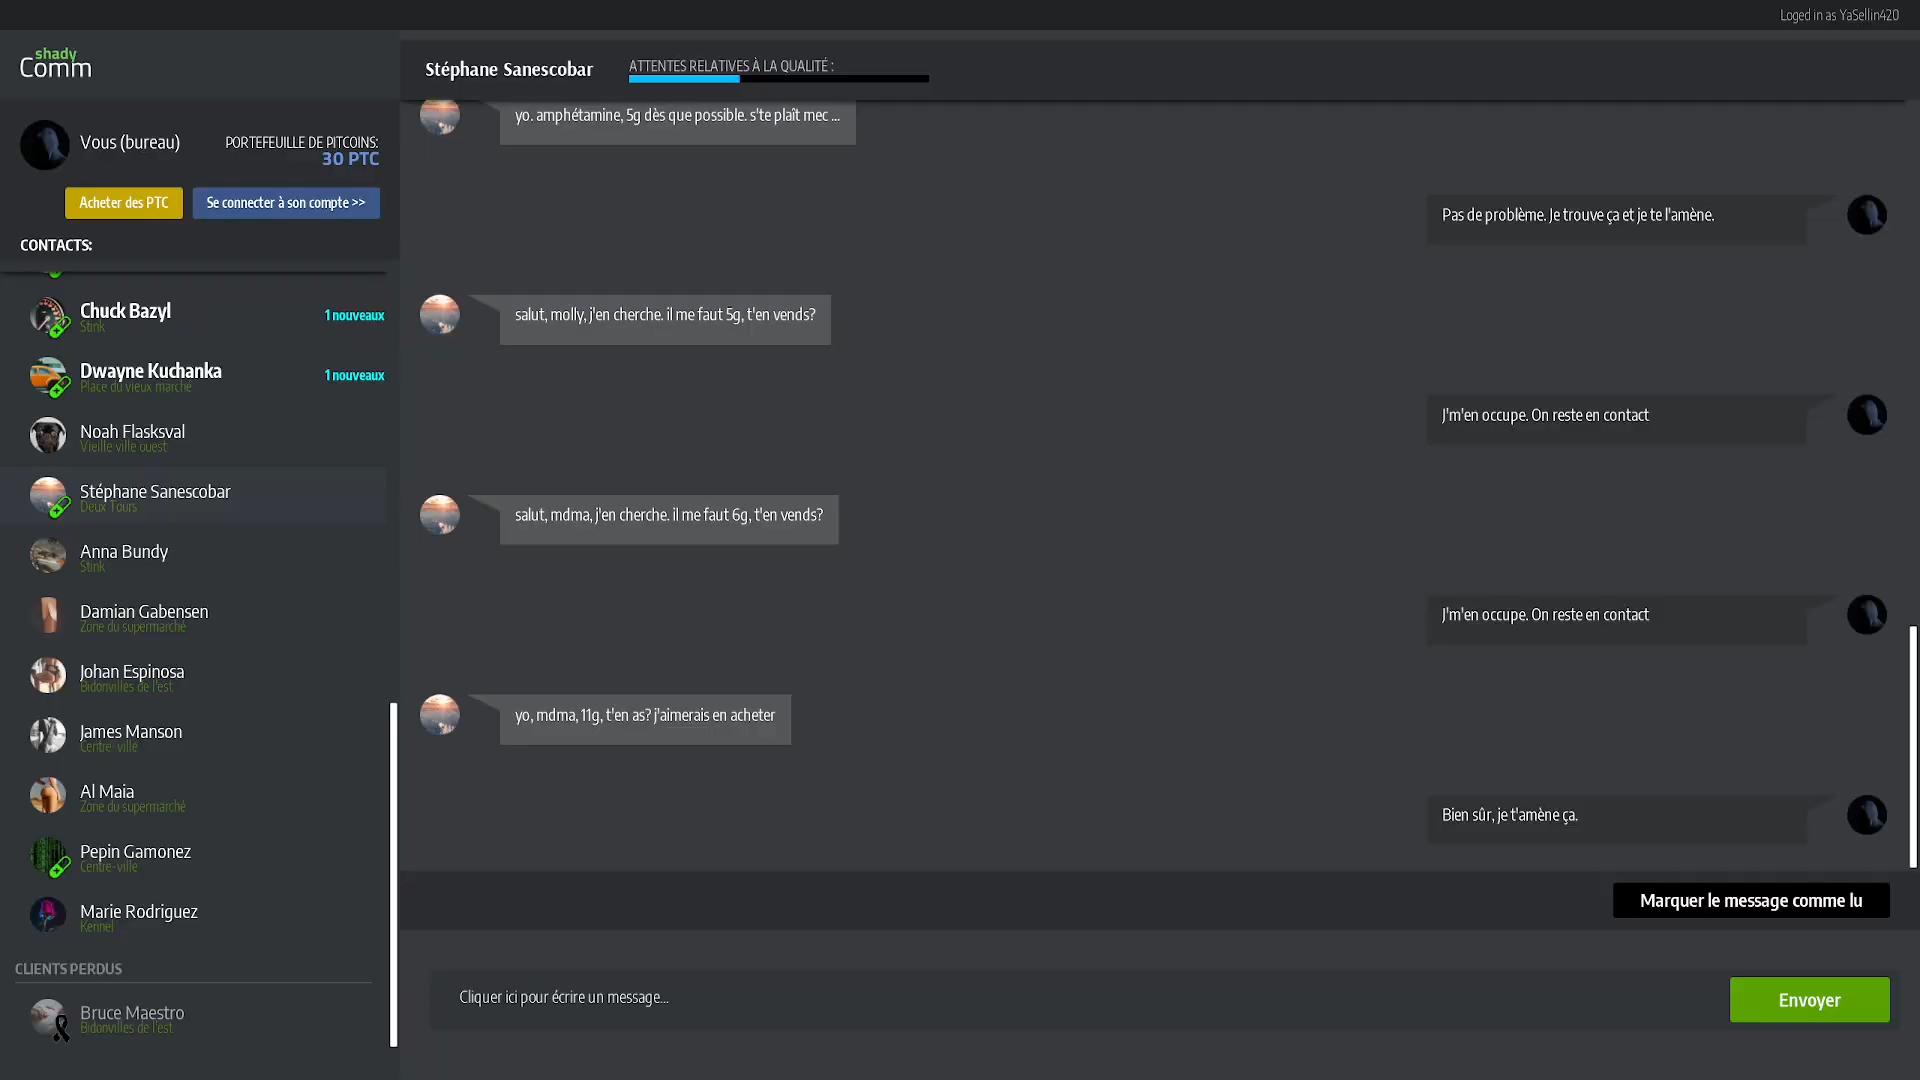 Loged in as YaSellin420
shady
Comm
Vous (bureau)
PORTEFEUILLE DE PITCOINS:
30 PTC
Acheter des PTC
Se connecter à son compte >>
CONTACTS:
Chuck Bazyl
Stink
1 nouveaux
Dwayne Kuchanka
Place du vieux marché
1 nouveaux
Noah Flasksval
Vieille ville ouest
Stéphane Sanescobar
Deux Tours
Anna Bundy
Stink
Damian Gabensen
Zone du supermarché
Johan Espinosa
Bidonvilles de l'est
James Manson
Centre-ville
Al Maia
Zone du supermarché
Pepin Gamonez
Centre-ville
Marie Rodriguez
Kennel
CLIENTS PERDUS
Bruce Maestro
Bidonvilles de l'est
Stéphane Sanescobar
ATTENTES RELATIVES À LA QUALITÉ :
yo. amphétamine, 5g dès que possible. s'te plaît mec ...
Pas de problème. Je trouve ça et je te l'amène.
salut, molly, j'en cherche. il me faut 5g, t'en vends?
J'm'en occupe. On reste en contact
salut, mdma, j'en cherche. il me faut 6g, t'en vends?
J'm'en occupe. On reste en contact
yo, mdma, 11g, t'en as? j'aimerais en acheter
Bien sûr, je t'amène ça.
Marquer le message comme lu
Cliquer ici pour écrire un message...
Envoyer